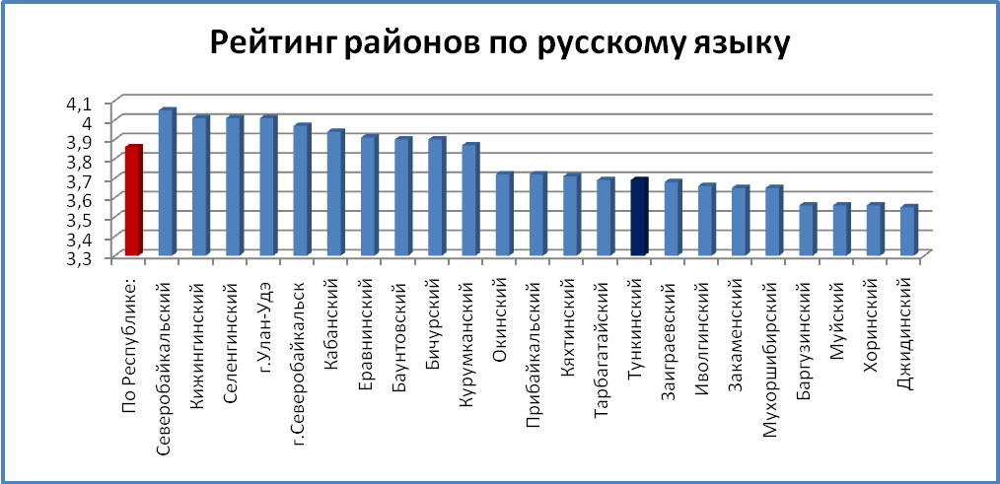 Рейтинг районов по русскому языку
4,1
4
3,9
3,8
3,7
3,6
3,5
3,4
3,3
По Республике:
Северобайкальский
Кижингинский
Селенгинский
г.Улан-Удэ
г.Северобайкальск
Кабанский
Еравнинский
Баунтовский
Бичурский
Курумканский
Окинский
Прибайкальский
Кяхтинский
Тарбагатайский
Тункинский
Заиграевский
Иволгинский
Закаменский
Мухоршибирский
Баргузинский
Муйский
Хоринский
Джидинский